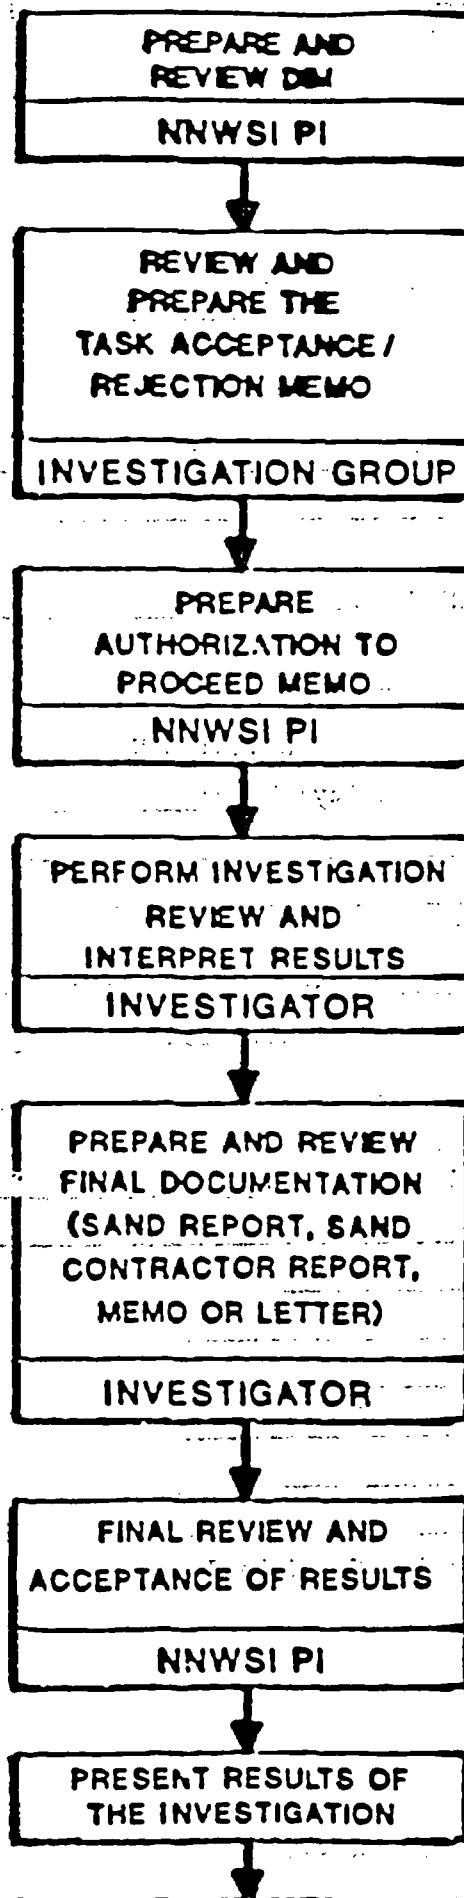 PREPARE AND
REVIEW DIM
NNWSI PI
REVIEW AND
PREPARE THE
TASK ACCEPTANCE/
REJECTION MEMO
INVESTIGATION GROUP
PREPARE
AUTHORIZATION TO
PROCEED MEMO
NNWSI PI
PERFORM INVESTIGATION
REVIEW AND
INTERPRET RESULTS
INVESTIGATOR
PREPARE AND REVIEW
FINAL DOCUMENTATION
(SAND REPORT, SAND
CONTRACTOR REPORT,
MEMO OR LETTER)
INVESTIGATOR
FINAL REVIEW AND
ACCEPTANCE OF RESULTS
NNWSI PI
PRESENT RESULTS OF
THE INVESTIGATION